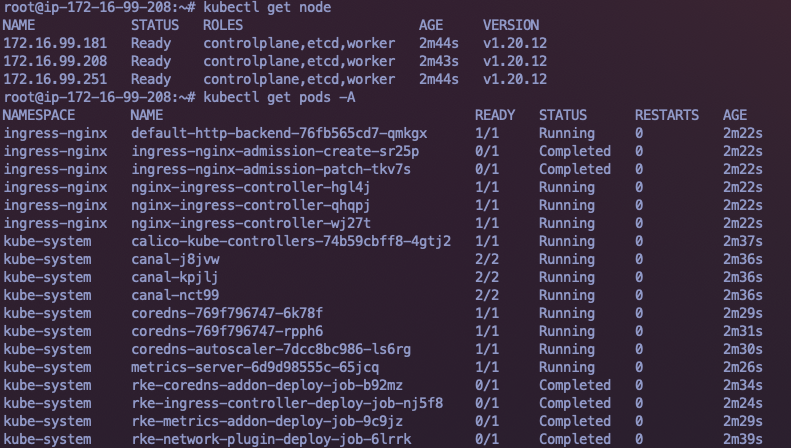 root@ip-172-16-99-208:~# kubectl get node
NAME STATUS ROLES AGE VERSION
172.16.99.181 Ready controlplane,etcd,worker 2m44s v1.20.12
172.16.99.208 Ready controlplane,etcd,worker 2m43s v1.20.12
172.16.99.251 Ready controlplane,etcd,worker 2m44s v1.20.12
root@ip-172-16-99-208:~# kubectl get pods -A
NAMESPACE NAME READY STATUS RESTARTS AGE
ingress-nginx default-http-backend-76fb565cd7-qmkgx 1/1 Running 0 2m22s
ingress-nginx ingress-nginx-admission-create-sr25p 0/1 Completed 0 2m22s
ingress-nginx ingress-nginx-admission-patch-tkv7s 0/1 Completed 0 2m22s
ingress-nginx nginx-ingress-controller-hgl4j 1/1 Running 0 2m22s
ingress-nginx nginx-ingress-controller-qhqpj 1/1 Running 0 2m22s
ingress-nginx nginx-ingress-controller-wj27t 1/1 Running 0 2m22s
kube-system calico-kube-controllers-74b59cbff8-4gtj2 1/1 Running 0 2m37s
kube-system canal-j8jvw 2/2 Running 0 2m36s
kube-system canal-kpjlj 2/2 Running 0 2m36s
kube-system canal-nct99 2/2 Running 0 2m36s
kube-system coredns-769f796747-6k78f 1/1 Running 0 2m29s
kube-system coredns-769f796747-rpph6 1/1 Running 0 2m31s
kube-system coredns-autoscaler-7dcc8bc986-ls6rg 1/1 Running 0 2m30s
kube-system metrics-server-6d9d98555c-65jcq 1/1 Running 0 2m26s
kube-system rke-coredns-addon-deploy-job-b92mz 0/1 Completed 0 2m34s
kube-system rke-ingress-controller-deploy-job-nj5f8 0/1 Completed 0 2m24s
kube-system rke-metrics-addon-deploy-job-9c9jz 0/1 Completed 0 2m29s
kube-system rke-network-plugin-deploy-job-6lrrk 0/1 Completed 0 2m39s